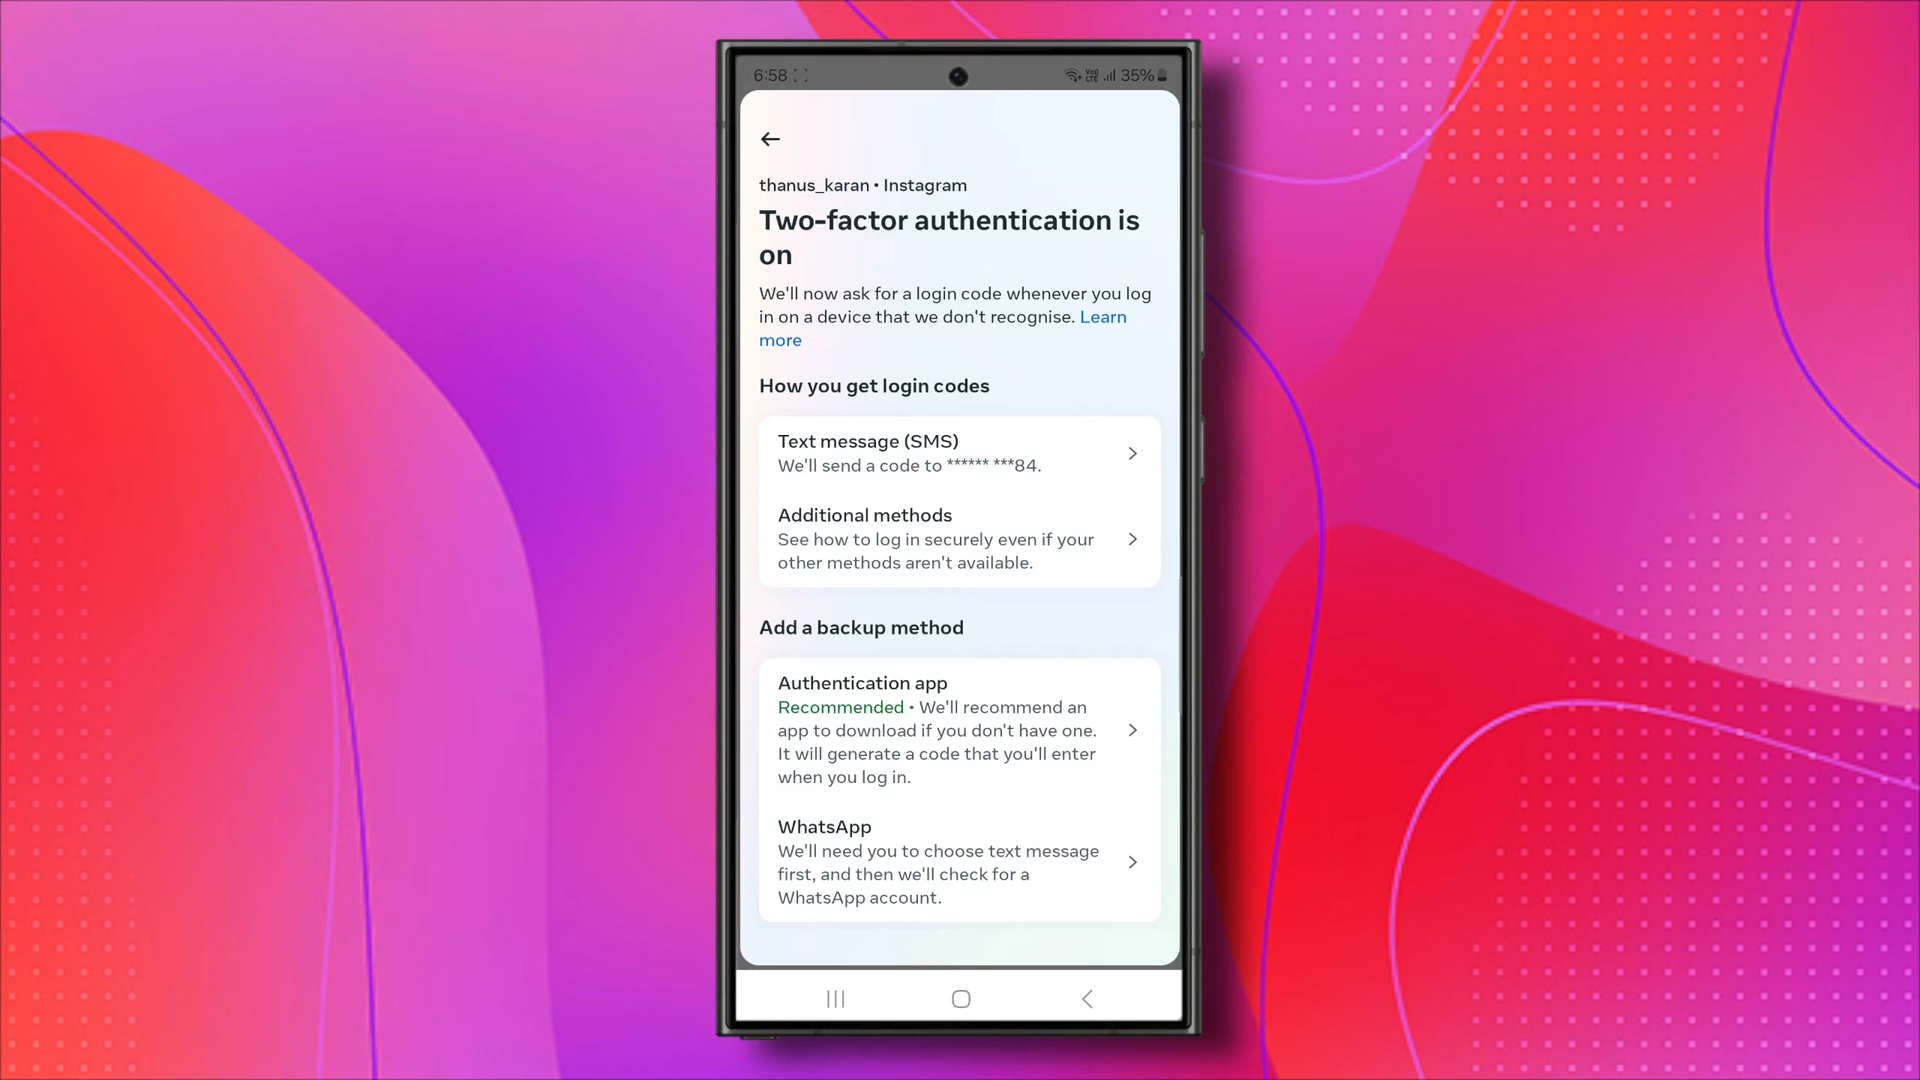 6:58 Vo) LTE 35%
thanus_karan • Instagram
Two-factor authentication is
on
We'll now ask for a login code whenever you log
in on a device that we don't recognise. Learn
more
How you get login codes
Text message (SMS)
We'll send a code to ****** ***84.
Additional methods
See how to log in securely even if your
other methods aren't available.
Add a backup method
Authentication app
Recommended • We'll recommend an
app to download if you don't have one.
It will generate a code that you'll enter
when you log in.
WhatsApp
We'll need you to choose text message
first, and then we'll check for a
WhatsApp account.